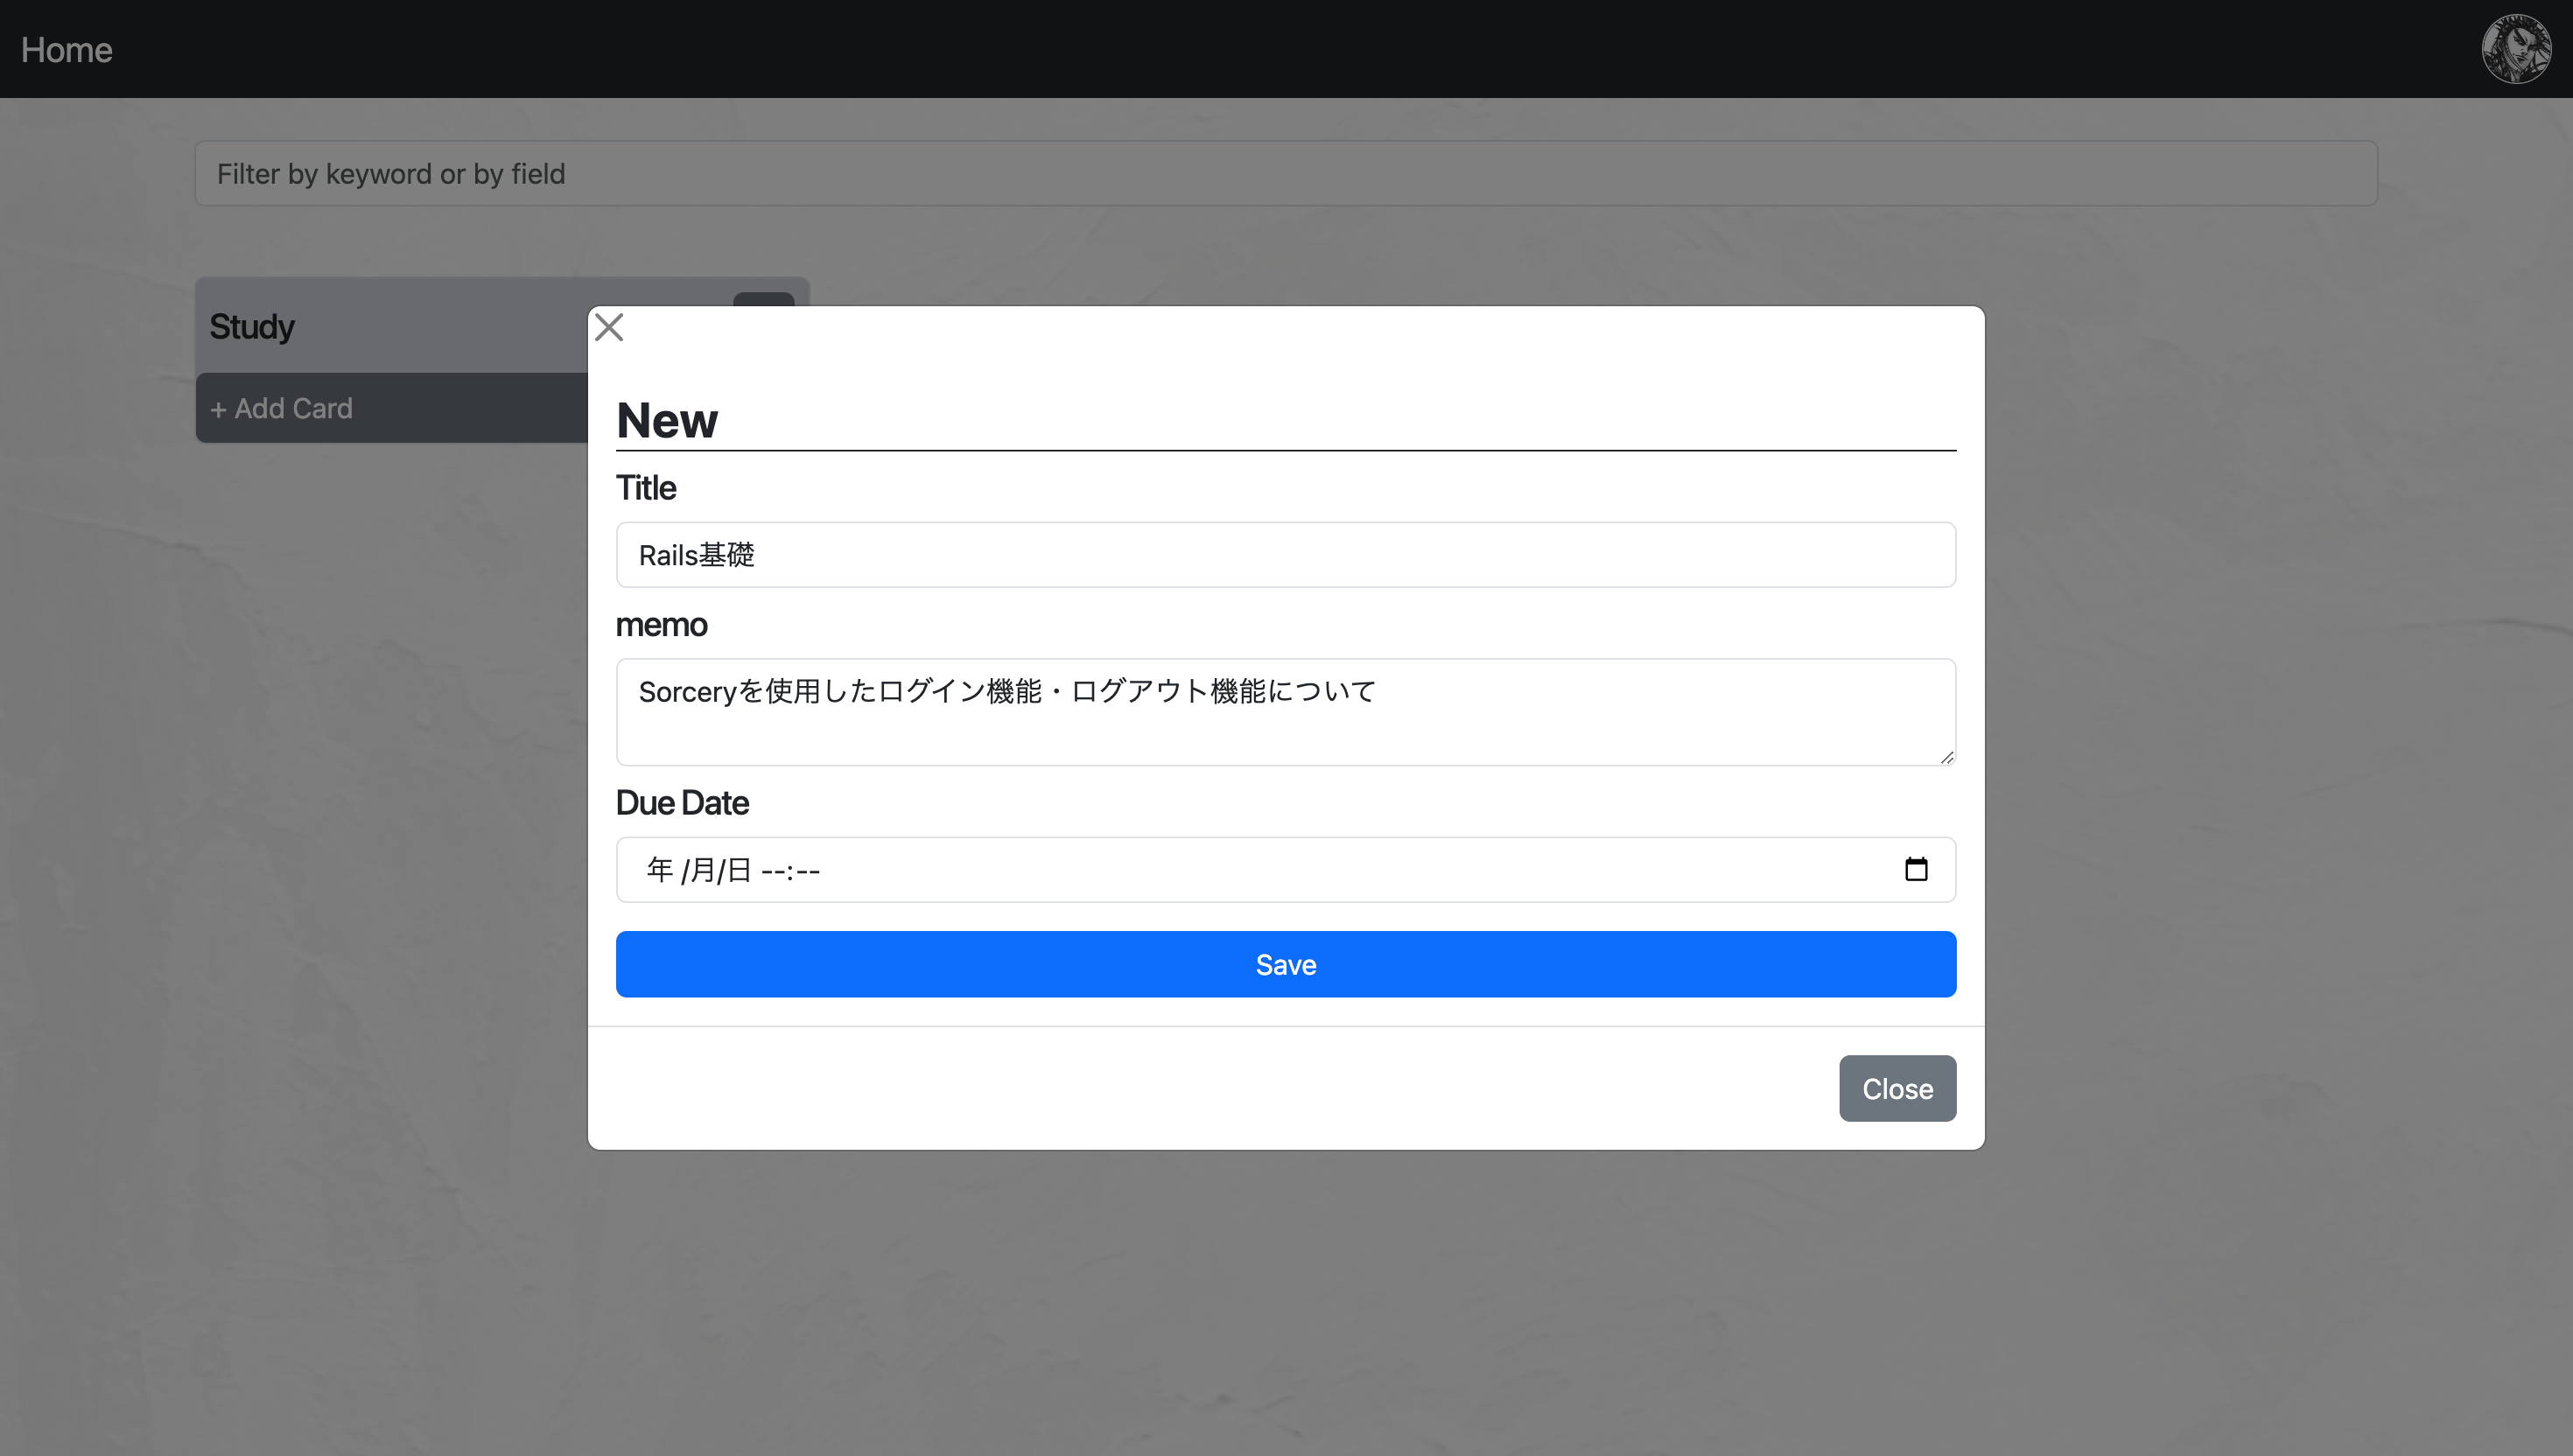 Home
Filter by keyword or by field
Study
+ Add Card
New
Title
Rails基礎
memo
Sorceryを使用したログイン機能・ログアウト機能について
Due Date
年 /月/日 --:--
Save
Close